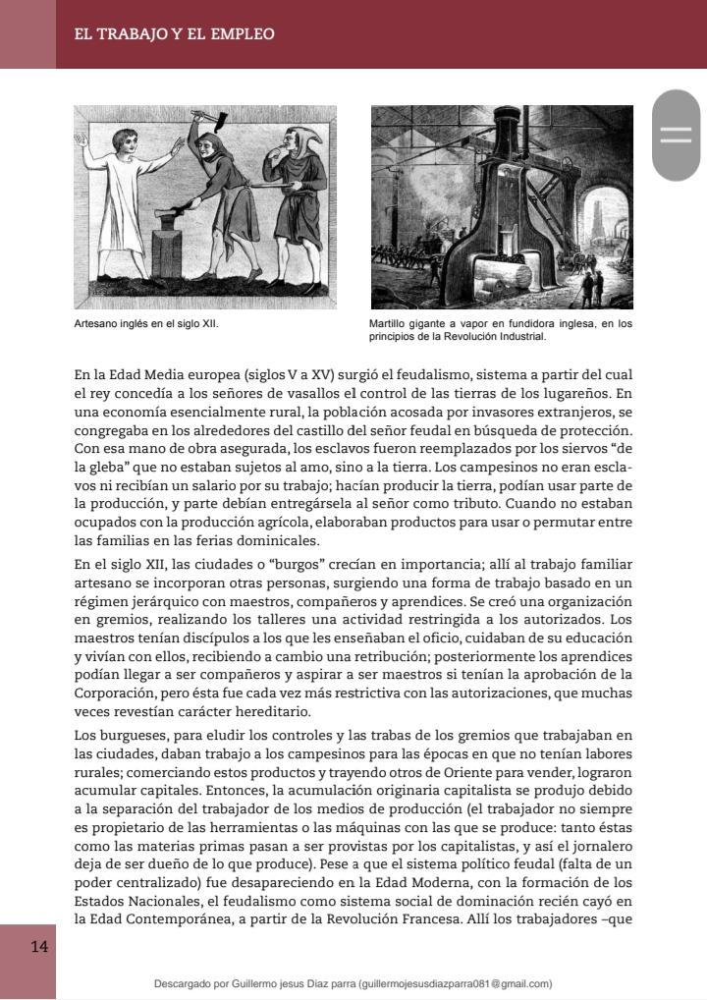 EL TRABAJO Y EL EMPLEO
Artesano inglés en el siglo XII.
Martillo gigante a vapor en fundidora inglesa, en los
principios de la Revolución Industrial.
En la Edad Media europea (siglos V a XV) surgió el feudalismo, sistema a partir del cual
el rey concedía a los señores de vasallos el control de las tierras de los lugareños. En
una economía esencialmente rural, la población acosada por invasores extranjeros, se
congregaba en los alrededores del castillo del señor feudal en búsqueda de protección.
Con esa mano de obra asegurada, los esclavos fueron reemplazados por los siervos “de
la gleba” que no estaban sujetos al amo, sino a la tierra. Los campesinos no eran escla-
vos ni recibían un salario por su trabajo; hacían producir la tierra, podían usar parte de
la producción, y parte debían entregársela al señor como tributo. Cuando no estaban
ocupados con la producción agrícola, elaboraban productos para usar o permutar entre
las familias en las ferias dominicales.
En el siglo XII, las ciudades o “burgos” crecían en importancia; allí al trabajo familiar
artesano se incorporan otras personas, surgiendo una forma de trabajo basado en un
régimen jerárquico con maestros, compañeros y aprendices. Se creó una organización
en gremios, realizando los talleres una actividad restringida a los autorizados. Los
maestros tenían discípulos a los que les enseñaban el oficio, cuidaban de su educación
y vivían con ellos, recibiendo a cambio una retribución; posteriormente los aprendices
podían llegar a ser compañeros y aspirar a ser maestros si tenían la aprobación de la
Corporación, pero ésta fue cada vez más restrictiva con las autorizaciones, que muchas
veces revestían carácter hereditario.
Los burgueses, para eludir los controles y las trabas de los gremios que trabajaban en
las ciudades, daban trabajo a los campesinos para las épocas en que no tenían labores
rurales; comerciando estos productos y trayendo otros de Oriente para vender, lograron
acumular capitales. Entonces, la acumulación originaria capitalista se produjo debido
a la separación del trabajador de los medios de producción (el trabajador no siempre
es propietario de las herramientas o las máquinas con las que se produce: tanto éstas
como las materias primas pasan a ser provistas por los capitalistas, y así el jornalero
deja de ser dueño de lo que produce). Pese a que el sistema político feudal (falta de un
poder centralizado) fue desapareciendo en la Edad Moderna, con la formación de los
Estados Nacionales, el feudalismo como sistema social de dominación recién cayó en
la Edad Contemporánea, a partir de la Revolución Francesa. Allí los trabajadores –que
14
Descargado por Guillermo jesus Diaz parra (guillermojesusdiazparra081@gmail.com)